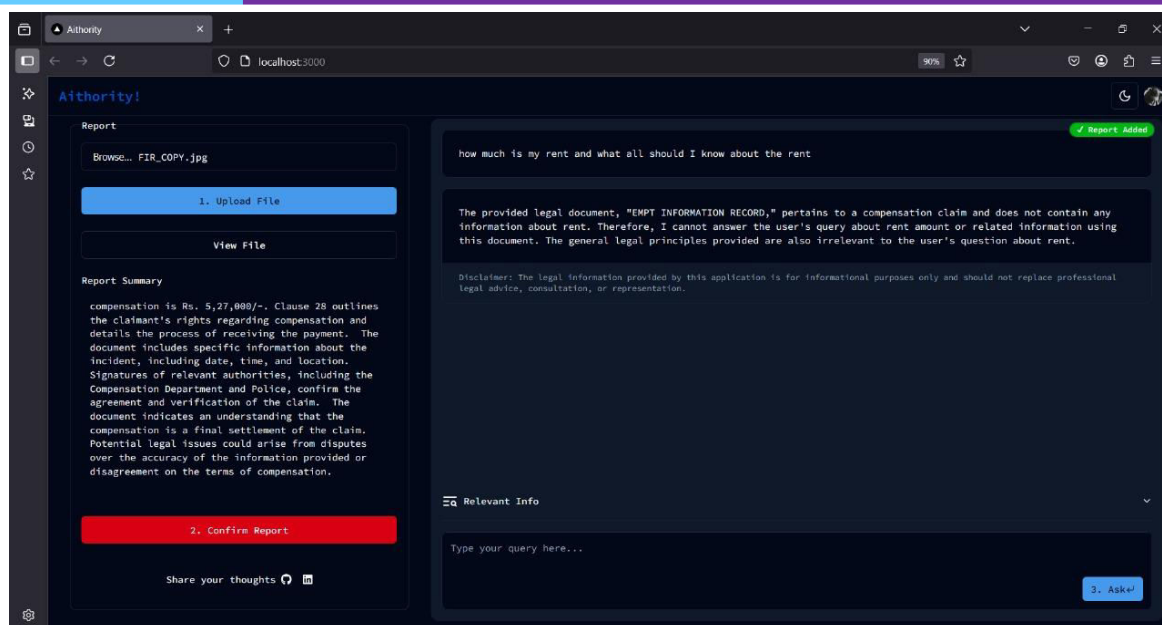 Aithority
localhost:3000
90%
Aithority!
Report
Browse... FIR_COPY.jpg
1. Upload File
View File
Report Summary
compensation is Rs. 5,27,000/-. Clause 28 outlines
the claimant's rights regarding compensation and
details the process of receiving the payment. The
document includes specific information about the
incident, including date, time, and location.
Signatures of relevant authorities, including the
Compensation Department and Police, confirm the
agreement and verification of the claim. The
document indicates an understanding that the
compensation is a final settlement of the claim.
Potential legal issues could arise from disputes
over the accuracy of the information provided or
disagreement on the terms of compensation.
2. Confirm Report
Share your thoughts
✓ Report Added
how much is my rent and what all should I know about the rent
The provided legal document, "EMPT INFORMATION RECORD," pertains to a compensation claim and does not contain any
information about rent. Therefore, I cannot answer the user's query about rent amount or related information using
this document. The general legal principles provided are also irrelevant to the user's question about rent.
Disclaimer: The legal information provided by this application is for informational purposes only and should not replace professional
legal advice, consultation, or representation.
Relevant Info
Type your query here...
3. Ask↵